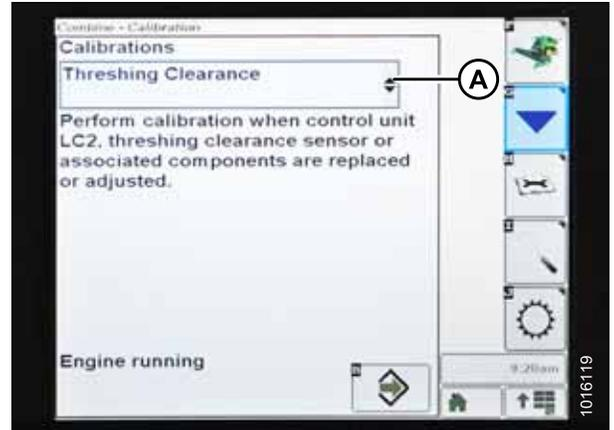 Combine - Calibration
Calibrations
Threshing Clearance
A
Perform calibration when control unit
LC2, threshing clearance sensor or
associated components are replaced
or adjusted.
Engine running
9:20am
1016119